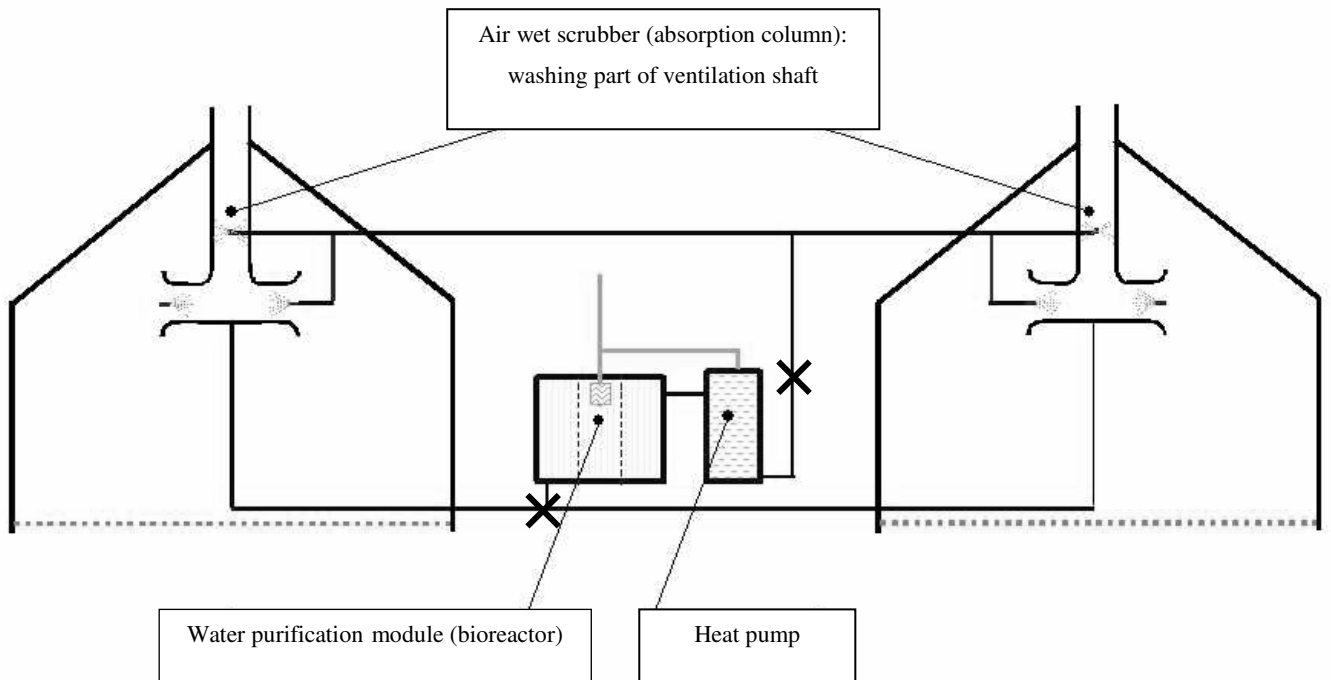 Air wet scrubber (absorption column):
washing part of ventilation shaft
Water purification module (bioreactor)
Heat pump